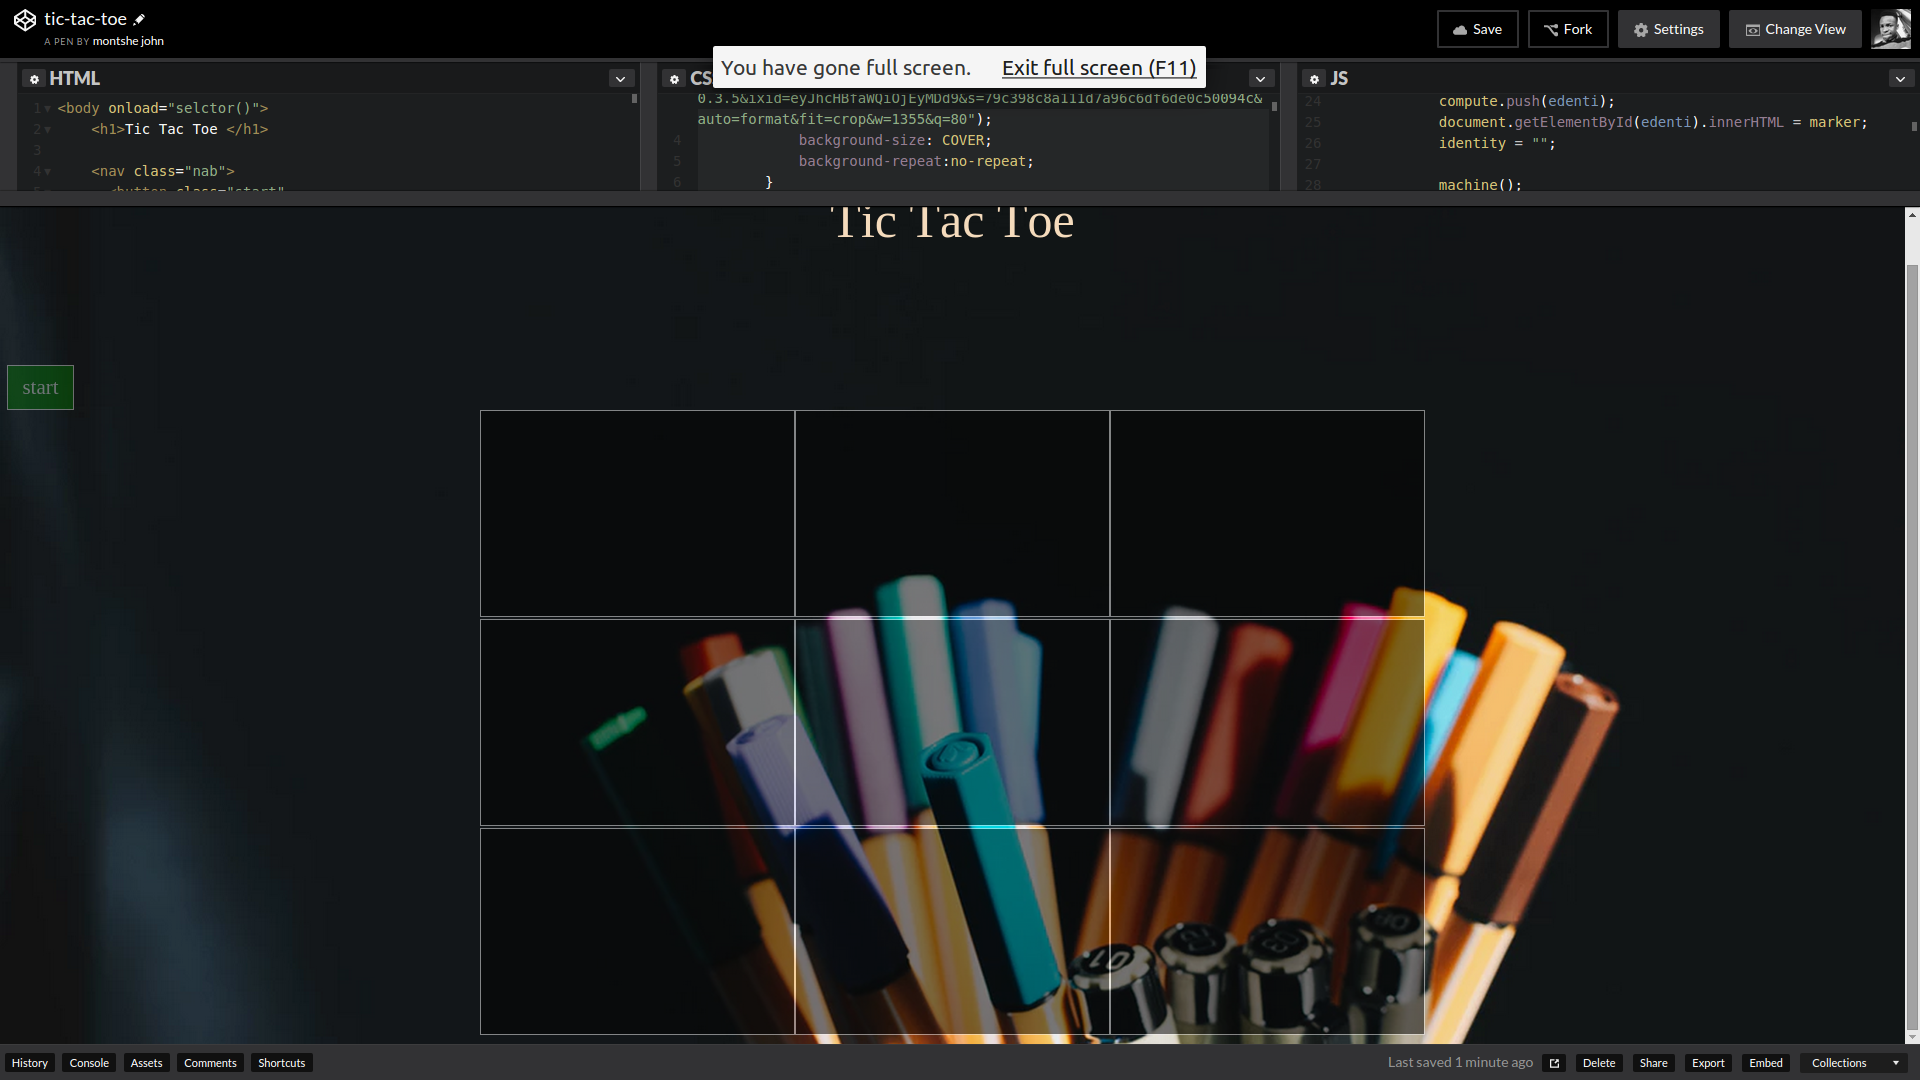 tic-tac-toe
A PEN BY montshe john
Save
Fork
Settings
Change View
You have gone full screen. Exit full screen (F11)
HTML
1 <body onload="selctor()">
2 <h1>Tic Tac Toe </h1>
3
4 <nav class="nab">
5 <button class="start"
CS
0.3.5&ixid=eyJhcHBfaWQiOjEyMDd9&s=79c398c8a111d7a96c6df6de0c50094c&
auto=format&fit=crop&w=1355&q=80");
4 background-size: COVER;
5 background-repeat:no-repeat;
6 }
JS
24 compute.push(edenti);
25 document.getElementById(edenti).innerHTML = marker;
26 identity = "";
27
28 machine();
Tic Tac Toe
start
01
History
Console
Assets
Comments
Shortcuts
Last saved 1 minute ago
Delete
Share
Export
Embed
Collections